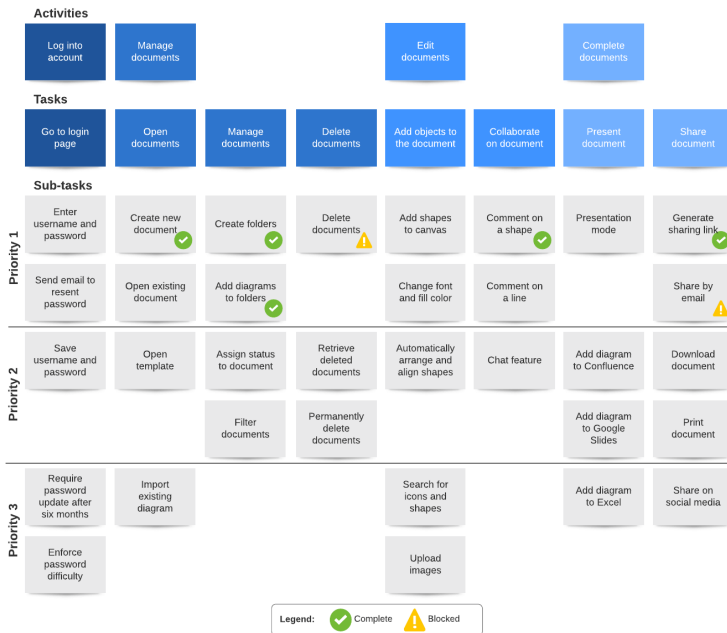 Activities
Log into
account
Manage
documents
Edit
documents
Complete
documents
Tasks
Go to login
page
Open
documents
Manage
documents
Delete
documents
Add objects to
the document
Collaborate
on document
Present
document
Share
document
Sub-tasks
Priority 1
Enter
username and
password
Create new
document
Create folders
Delete
documents
Add shapes
to canvas
Comment on
a shape
Presentation
mode
Generate
sharing link
Send email to
resent
password
Open existing
document
Add diagrams
to folders
Change font
and fill color
Comment on
a line
Share by
email
Priority 2
Save
username and
password
Open
template
Assign status
to document
Retrieve
deleted
documents
Automatically
arrange and
align shapes
Chat feature
Add diagram
to Confluence
Download
document
Filter
documents
Permanently
delete
documents
Add diagram
to Google
Slides
Print
document
Priority 3
Require
password
update after
six months
Import
existing
diagram
Search for
icons and
shapes
Add diagram
to Excel
Share on
social media
Enforce
password
difficulty
Upload
images
Legend:
Complete
Blocked